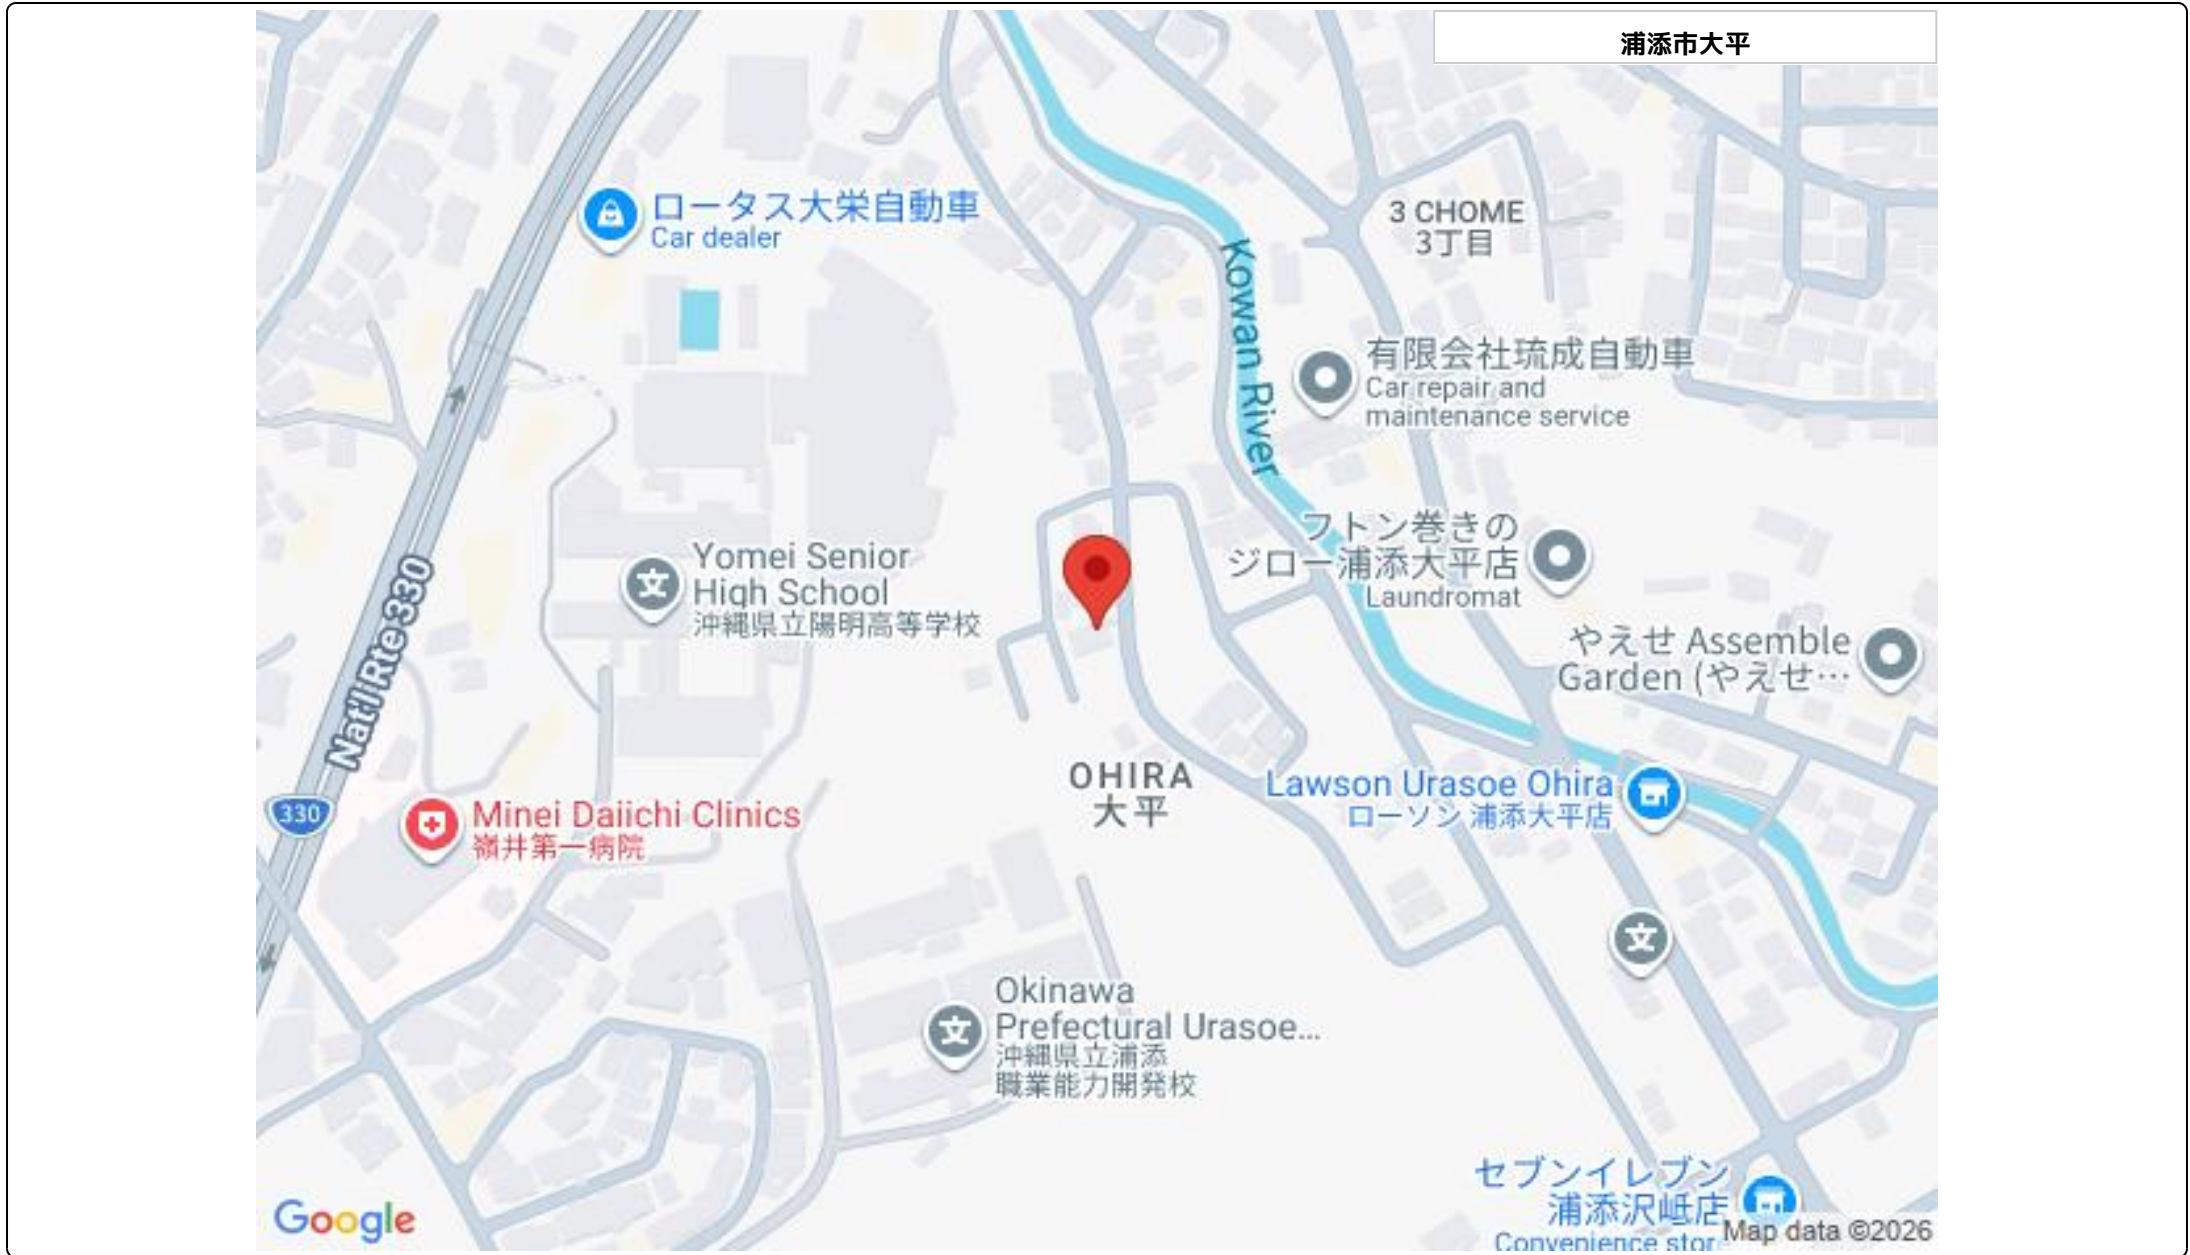 浦添市大平
ロータス大栄自動車
Car dealer
3 CHOME
3丁目
Kowan River
有限会社琉成自動車
Car repair and
maintenance service
フトン巻きの
ジロー浦添大平店
Laundromat
Yomei Senior
High School
沖縄県立陽明高等学校
やえせ Assemble
Garden (やえせ…
Nat'l Rte 330
330
OHIRA
大平
Lawson Urasoe Ohira
ローソン 浦添大平店
Minei Daiichi Clinics
嶺井第一病院
文
文
文
Okinawa
Prefectural Urasoe...
沖縄県立浦添
職業能力開発校
セブンイレブン
浦添沢岻店
Convenience stor
Google
Map data ©2026